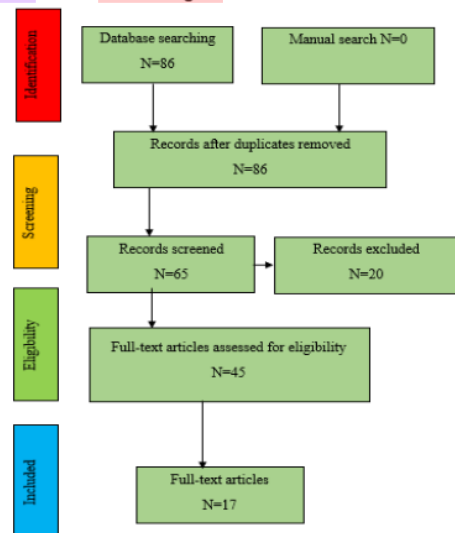 Identification
Database searching
N=86
Manual search N=0
Records after duplicates removed
N=86
Screening
Records screened
N=65
Records excluded
N=20
Eligibility
Full-text articles assessed for eligibility
N=45
Included
Full-text articles
N=17